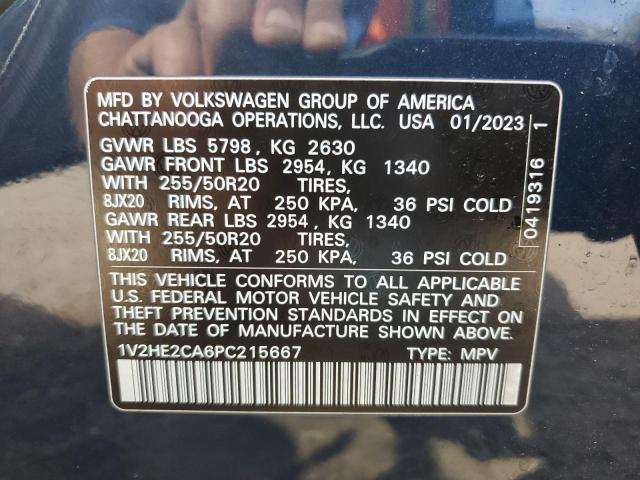 MFD BY VOLKSWAGEN GROUP OF AMERICA
CHATTANOOGA OPERATIONS, LLC. USA 01/2023
GVWR LBS 5798, KG 2630
GAWR FRONT LBS 2954, KG 1340
WITH 255/50R20 TIRES,
8JX20 RIMS, AT 250 KPA, 36 PSI COLD
GAWR REAR LBS 2954, KG 1340
WITH 255/50R20 TIRES,
8JX20 RIMS, AT 250 KPA, 36 PSI COLD
THIS VEHICLE CONFORMS TO ALL APPLICABLE
U.S. FEDERAL MOTOR VEHICLE SAFETY AND
THEFT PREVENTION STANDARDS IN EFFECT
AT THE DATE OF MANUFACTURE SHOWN ABOVE.
1V2HE2CA6PC215667 TYPE: MPV
0419316 1